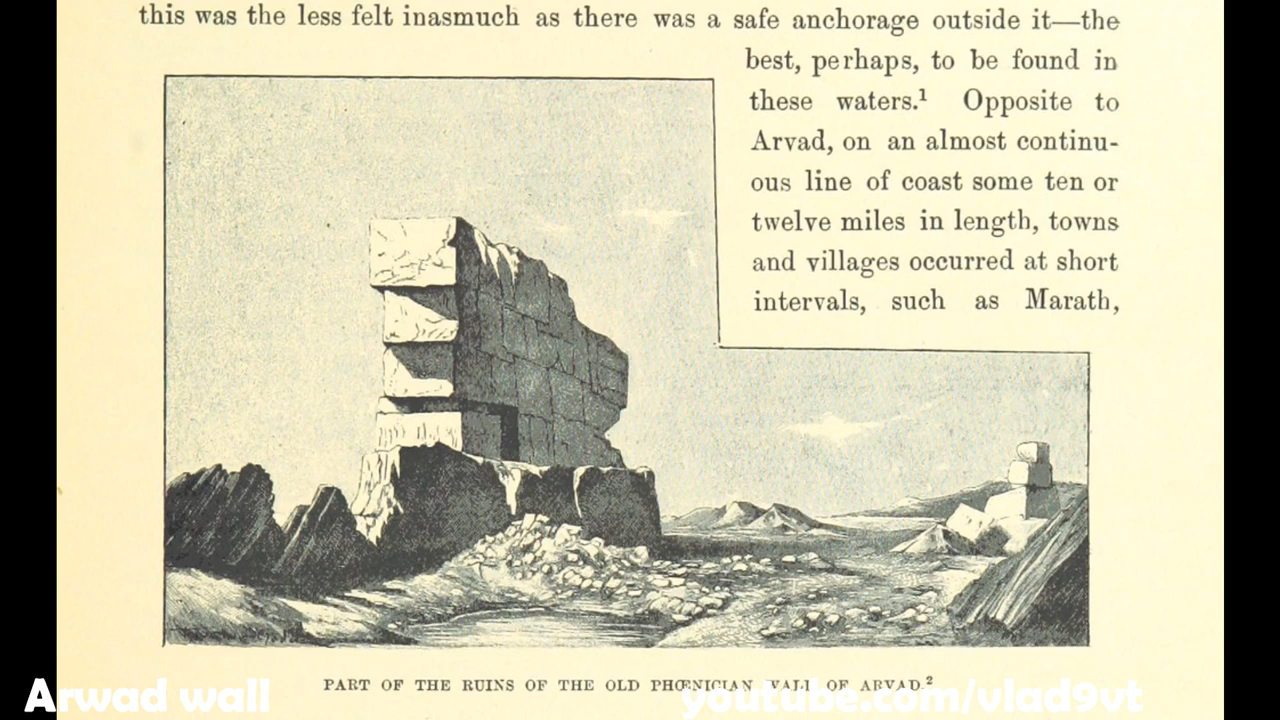 this was the less felt inasmuch as there was a safe anchorage outside it—the
best, perhaps, to be found in
these waters.¹ Opposite to
Arvad, on an almost continu-
ous line of coast some ten or
twelve miles in length, towns
and villages occurred at short
intervals, such as Marath,
PART OF THE RUINS OF THE OLD PHŒNICIAN WALL OF ARVAD.²
Arwad wall
youtube.com/vlad9vt